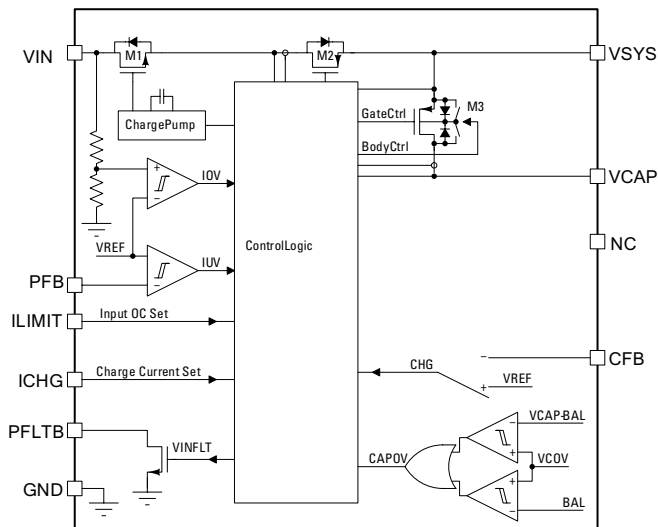 VIN
M1
M2
VSYS
GateCtrl
M3
ChargePump
BodyCtrl
+
IOV
VCAP
−
VREF
ControlLogic
NC
+
IUV
PFB
−
ILIMIT
Input OC Set
ICHG
Charge Current Set
CHG
−
CFB
+
VREF
PFLTB
VINFLT
CAPOV
−
VCAP-BAL
+
VCOV
+
GND
−
BAL